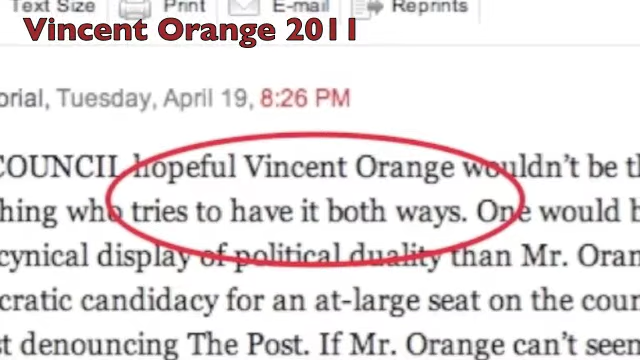 Text Size Print E-mail Reprints
Vincent Orange 2011
orial, Tuesday, April 19, 8:26 PM
COUNCIL hopeful Vincent Orange wouldn't be th
hing who tries to have it both ways. One would b
cynical display of political duality than Mr. Oran
cratic candidacy for an at-large seat on the coun
st denouncing The Post. If Mr. Orange can't seen